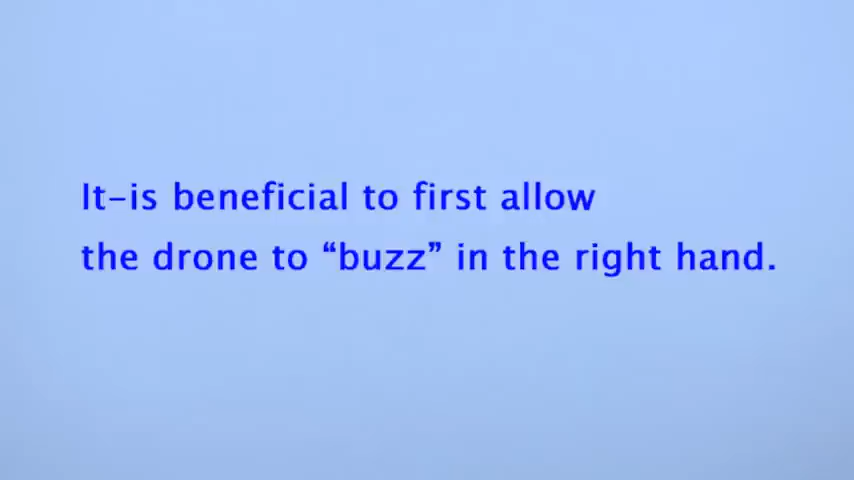 It-is beneficial to first allow
the drone to “buzz” in the right hand.